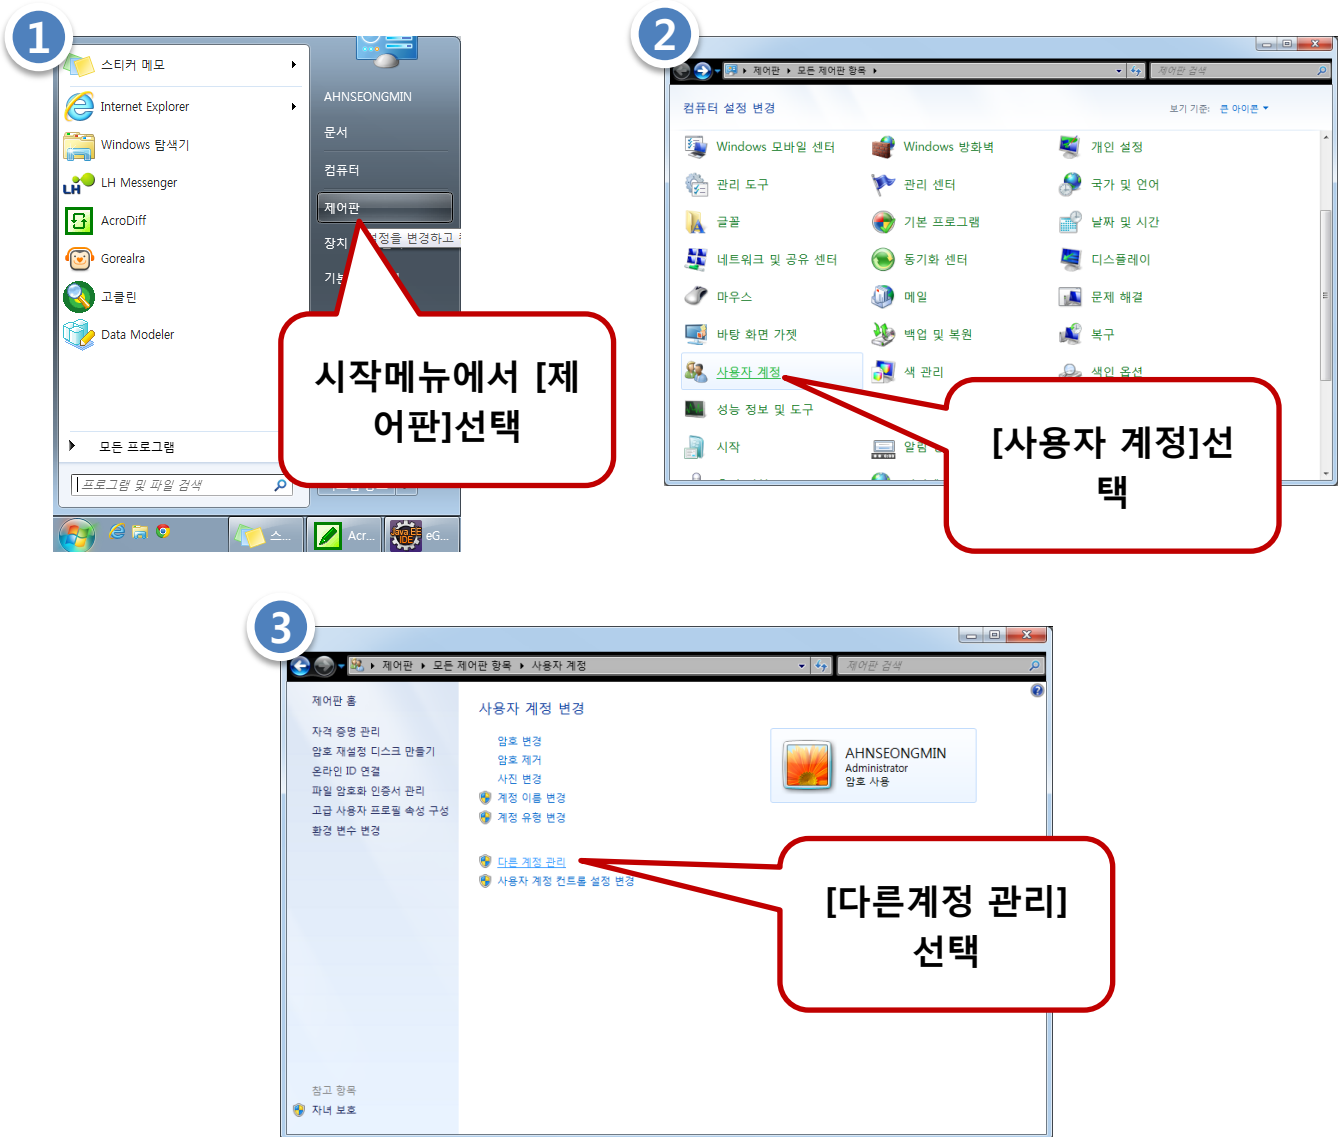 1
스티커 메모
Internet Explorer
Windows 탐색기
LH Messenger
AcroDiff
Gorealra
고클린
Data Modeler
모든 프로그램
프로그램 및 파일 검색
AHNSEONGMIN
문서
컴퓨터
제어판
설정을 변경하고
장치
시작메뉴에서 [제
어판]선택
스...
Acr...
Java EE
IDE
eG...
2
제어판 모든 제어판 항목
제어판 검색
컴퓨터 설정 변경
보기 기준: 큰 아이콘
Windows 모바일 센터
Windows 방화벽
개인 설정
관리 도구
관리 센터
국가 및 언어
글꼴
기본 프로그램
날짜 및 시간
네트워크 및 공유 센터
동기화 센터
디스플레이
마우스
메일
문제 해결
바탕 화면 가젯
백업 및 복원
복구
사용자 계정
색 관리
색인 옵션
성능 정보 및 도구
시작
알림
[사용자 계정]선
택
3
제어판 모든 제어판 항목 사용자 계정
제어판 검색
제어판 홈
자격 증명 관리
암호 재설정 디스크 만들기
온라인 ID 연결
파일 암호화 인증서 관리
고급 사용자 프로필 속성 구성
환경 변수 변경
사용자 계정 변경
암호 변경
암호 제거
사진 변경
계정 이름 변경
계정 유형 변경
다른 계정 관리
사용자 계정 컨트롤 설정 변경
AHNSEONGMIN
Administrator
암호 사용
[다른계정 관리]
선택
참고 항목
자녀 보호